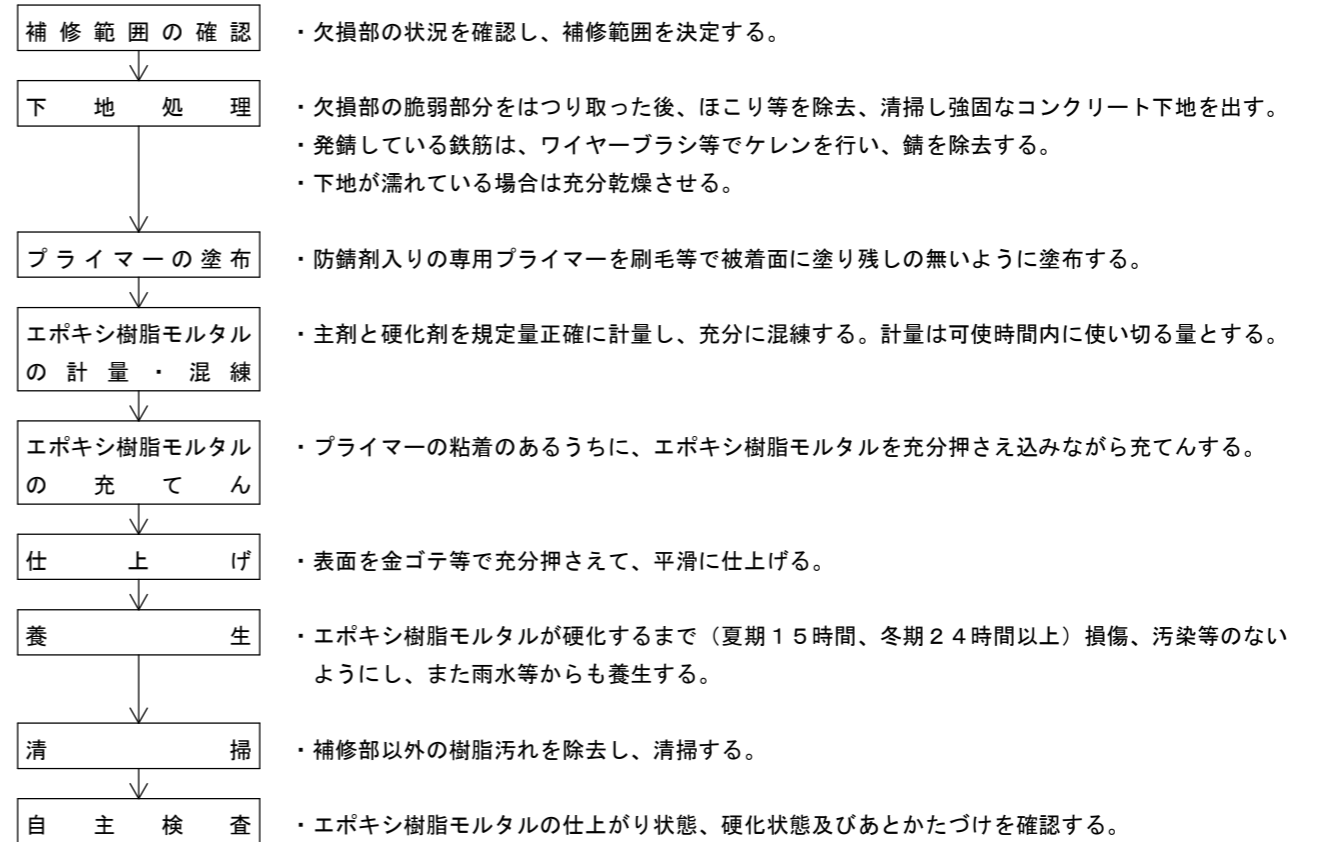 補修範囲の確認
・欠損部の状況を確認し、補修範囲を決定する。
下地処理
・欠損部の脆弱部分をはつり取った後、ほこり等を除去、清掃し強固なコンクリート下地を出す。
・発錆している鉄筋は、ワイヤーブラシ等でケレンを行い、錆を除去する。
・下地が濡れている場合は充分乾燥させる。
プライマーの塗布
・防錆剤入りの専用プライマーを刷毛等で被着面に塗り残しの無いように塗布する。
エポキシ樹脂モルタル
の計量・混練
・主剤と硬化剤を規定量正確に計量し、充分に混練する。計量は可使時間内に使い切る量とする。
エポキシ樹脂モルタル
の充てん
・プライマーの粘着のあるうちに、エポキシ樹脂モルタルを充分押さえ込みながら充てんする。
仕上げ
・表面を金ゴテ等で充分押さえて、平滑に仕上げる。
養生
・エポキシ樹脂モルタルが硬化するまで（夏期１５時間、冬期２４時間以上）損傷、汚染等のない
ようにし、また雨水等からも養生する。
清掃
・補修部以外の樹脂汚れを除去し、清掃する。
自主検査
・エポキシ樹脂モルタルの仕上がり状態、硬化状態及びあとかたづけを確認する。